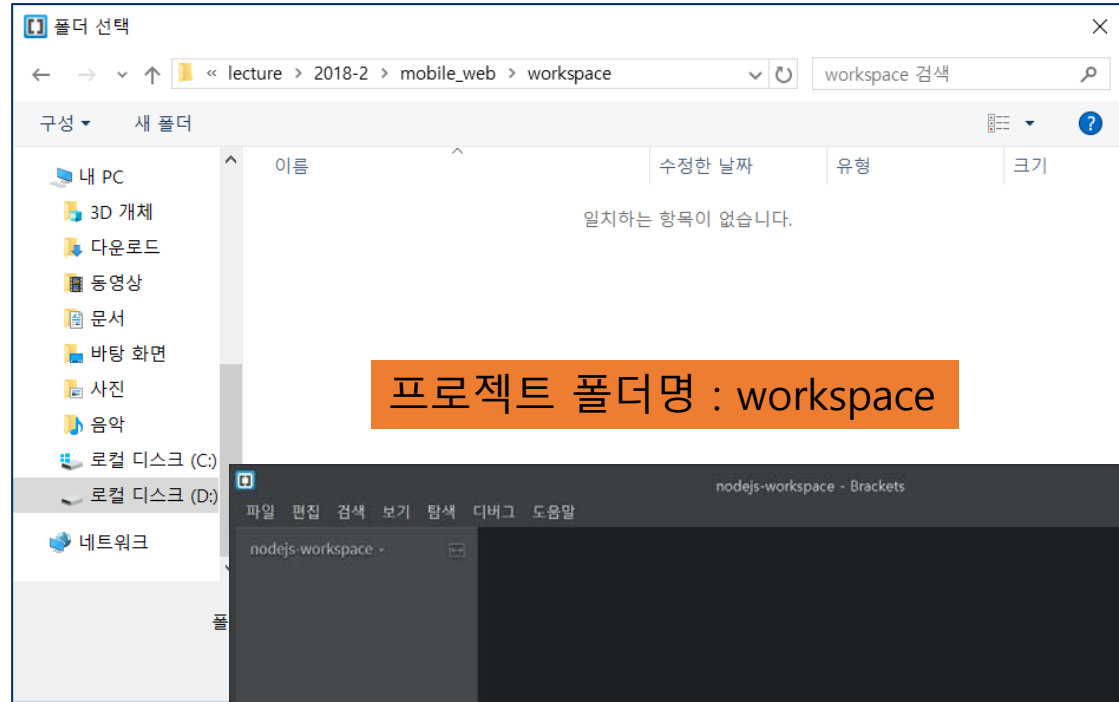 폴더 선택
« lecture > 2018-2 > mobile_web > workspace
workspace 검색
구성
새 폴더
이름
수정한 날짜
유형
크기
내 PC
3D 개체
다운로드
동영상
문서
바탕 화면
사진
음악
로컬 디스크 (C:)
로컬 디스크 (D:)
네트워크
일치하는 항목이 없습니다.
프로젝트 폴더명 : workspace
폴
nodejs-workspace - Brackets
파일 편집 검색 보기 탐색 디버그 도움말
nodejs-workspace